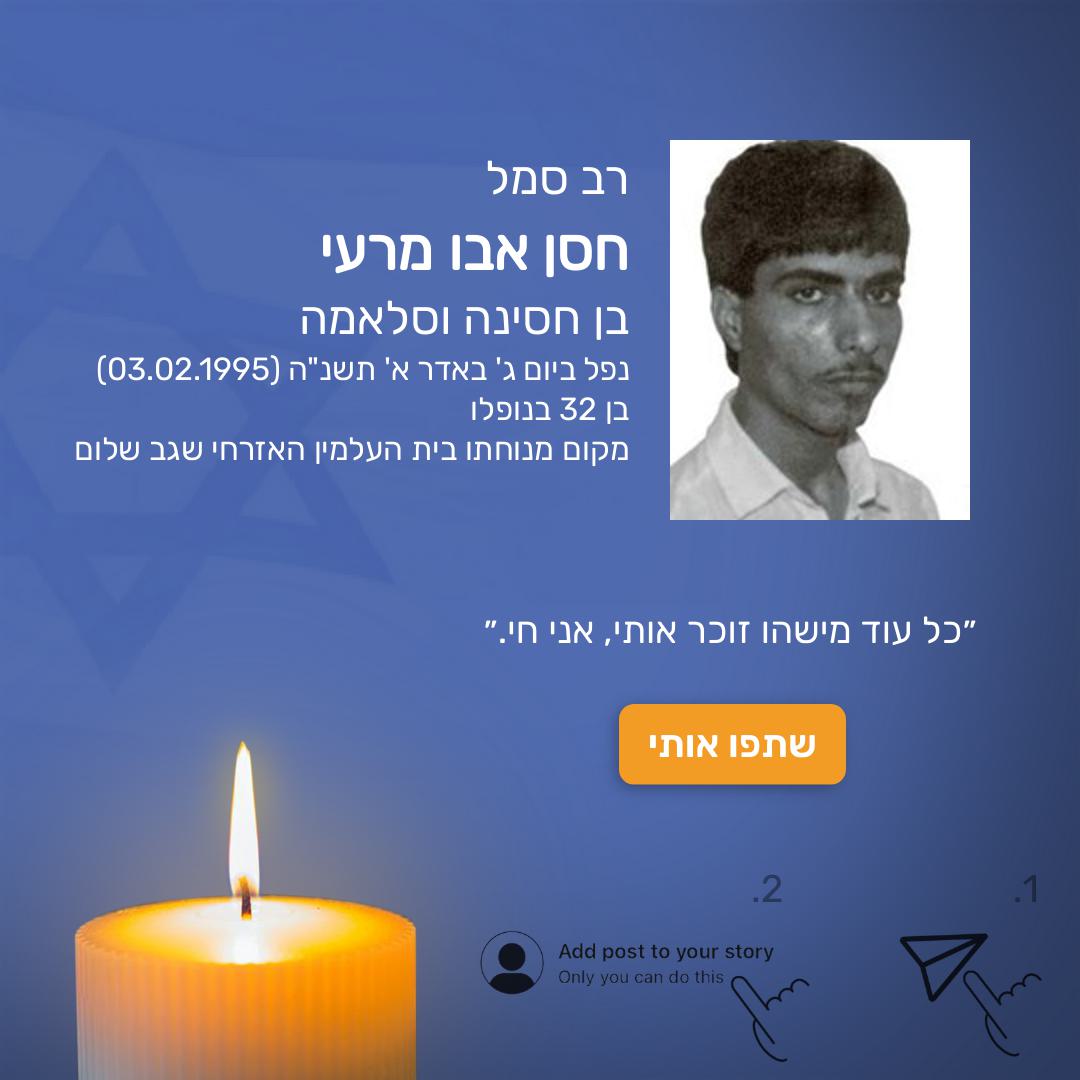 רב סמל
חסן אבו מרעי
בן חסינה וסלאמה
נפל ביום ג' באדר א' תשנ"ה (03.02.1995)
בן 32 בנופלו
מקום מנוחתו בית העלמין האזרחי שגב שלום
״כל עוד מישהו זוכר אותי, אני חי.״
שתפו אותי
1.
2.
Add post to your story
Only you can do this